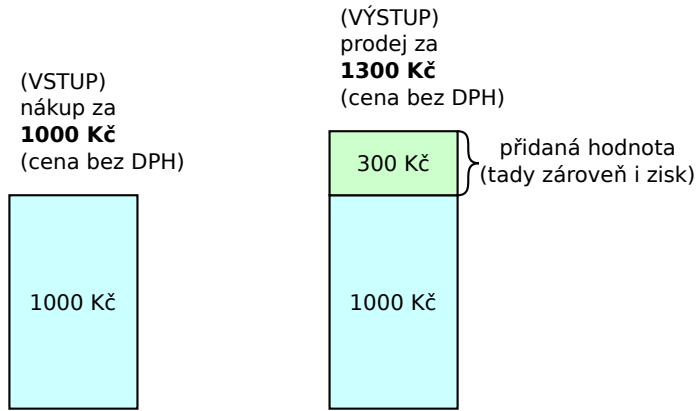 (VSTUP)
nákup za
1000 Kč
(cena bez DPH)
1000 Kč
(VÝSTUP)
prodej za
1300 Kč
(cena bez DPH)
300 Kč
přidaná hodnota
(tady zároveň i zisk)
1000 Kč